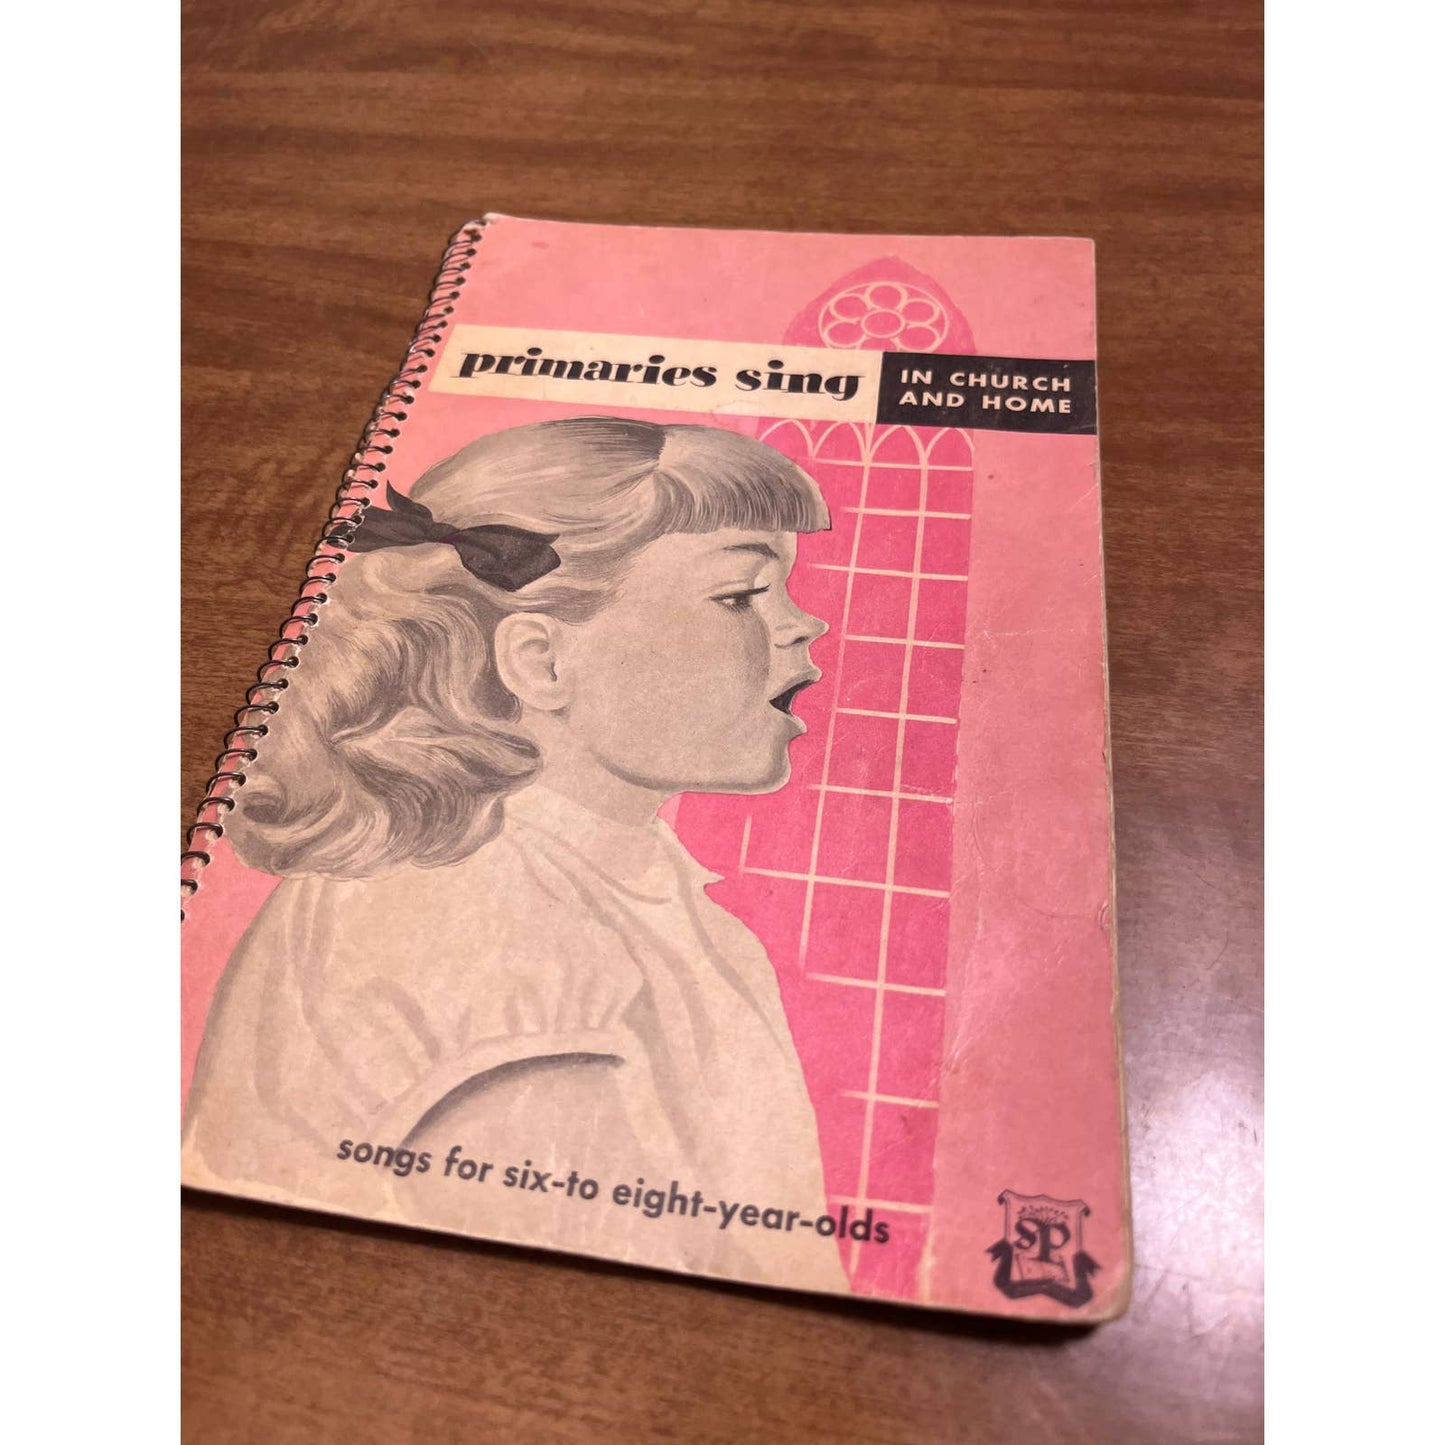 primaries sing
IN CHURCH
AND HOME
songs for six-to eight-year-olds
SP